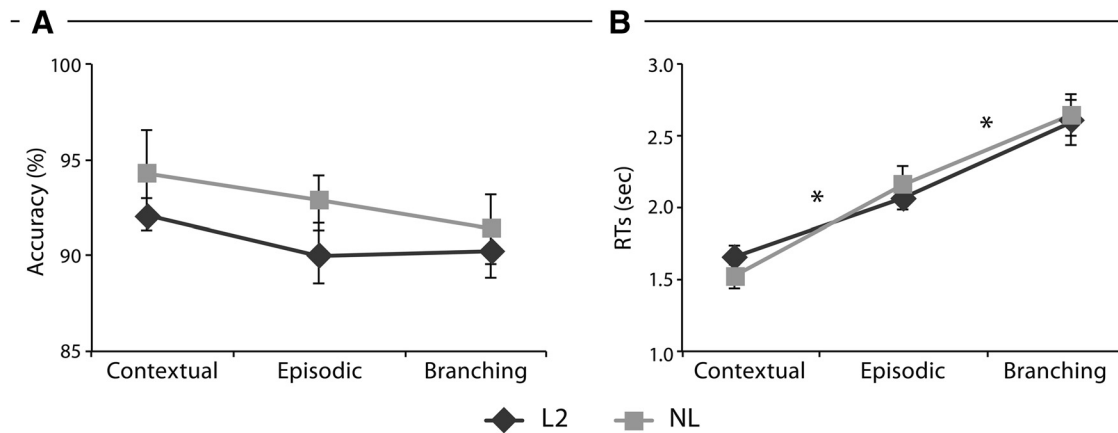 A
Accuracy (%)
100
95
90
85
Contextual Episodic Branching
B
RTs (sec)
3.0
2.5
2.0
1.5
1.0
*
*
Contextual Episodic Branching
L2 NL